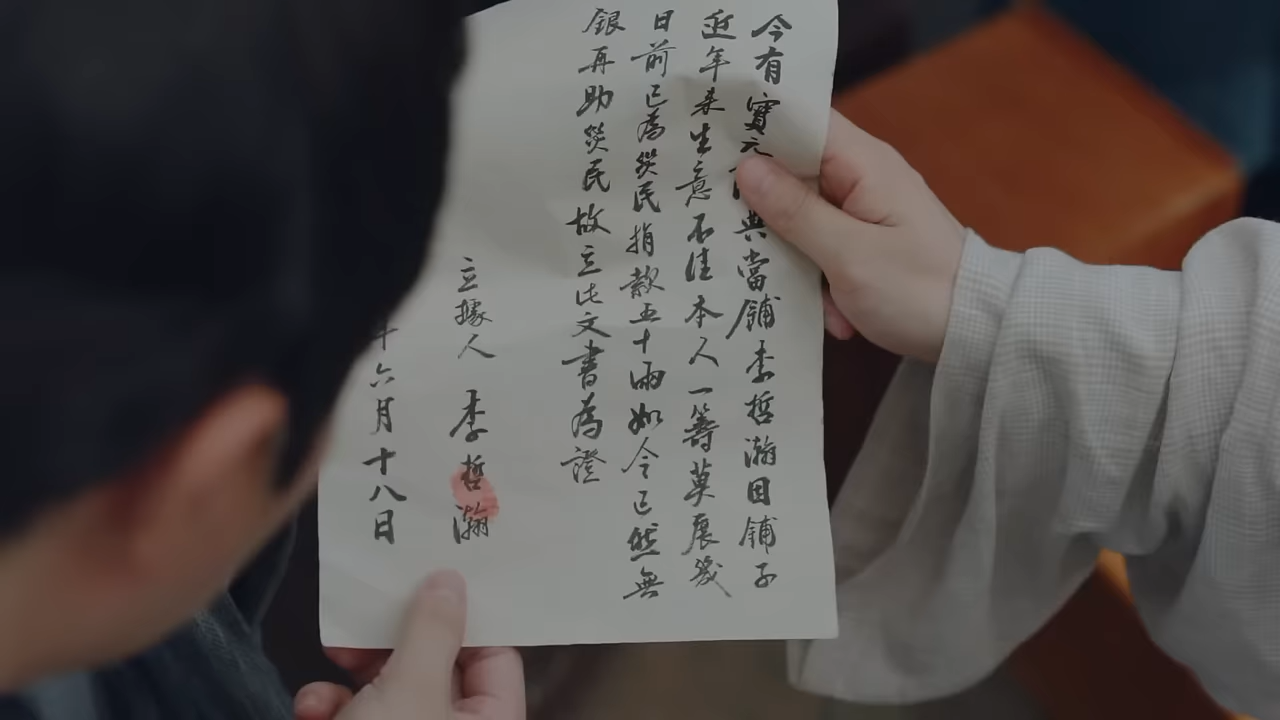 今有寶元典當鋪李哲瀚因鋪子
近年来生意不佳本人一籌莫展幾
日前已為災民捐款五十兩如今已然無
銀再助災民故立此文書為證
立據人 李哲瀚
年六月十八日